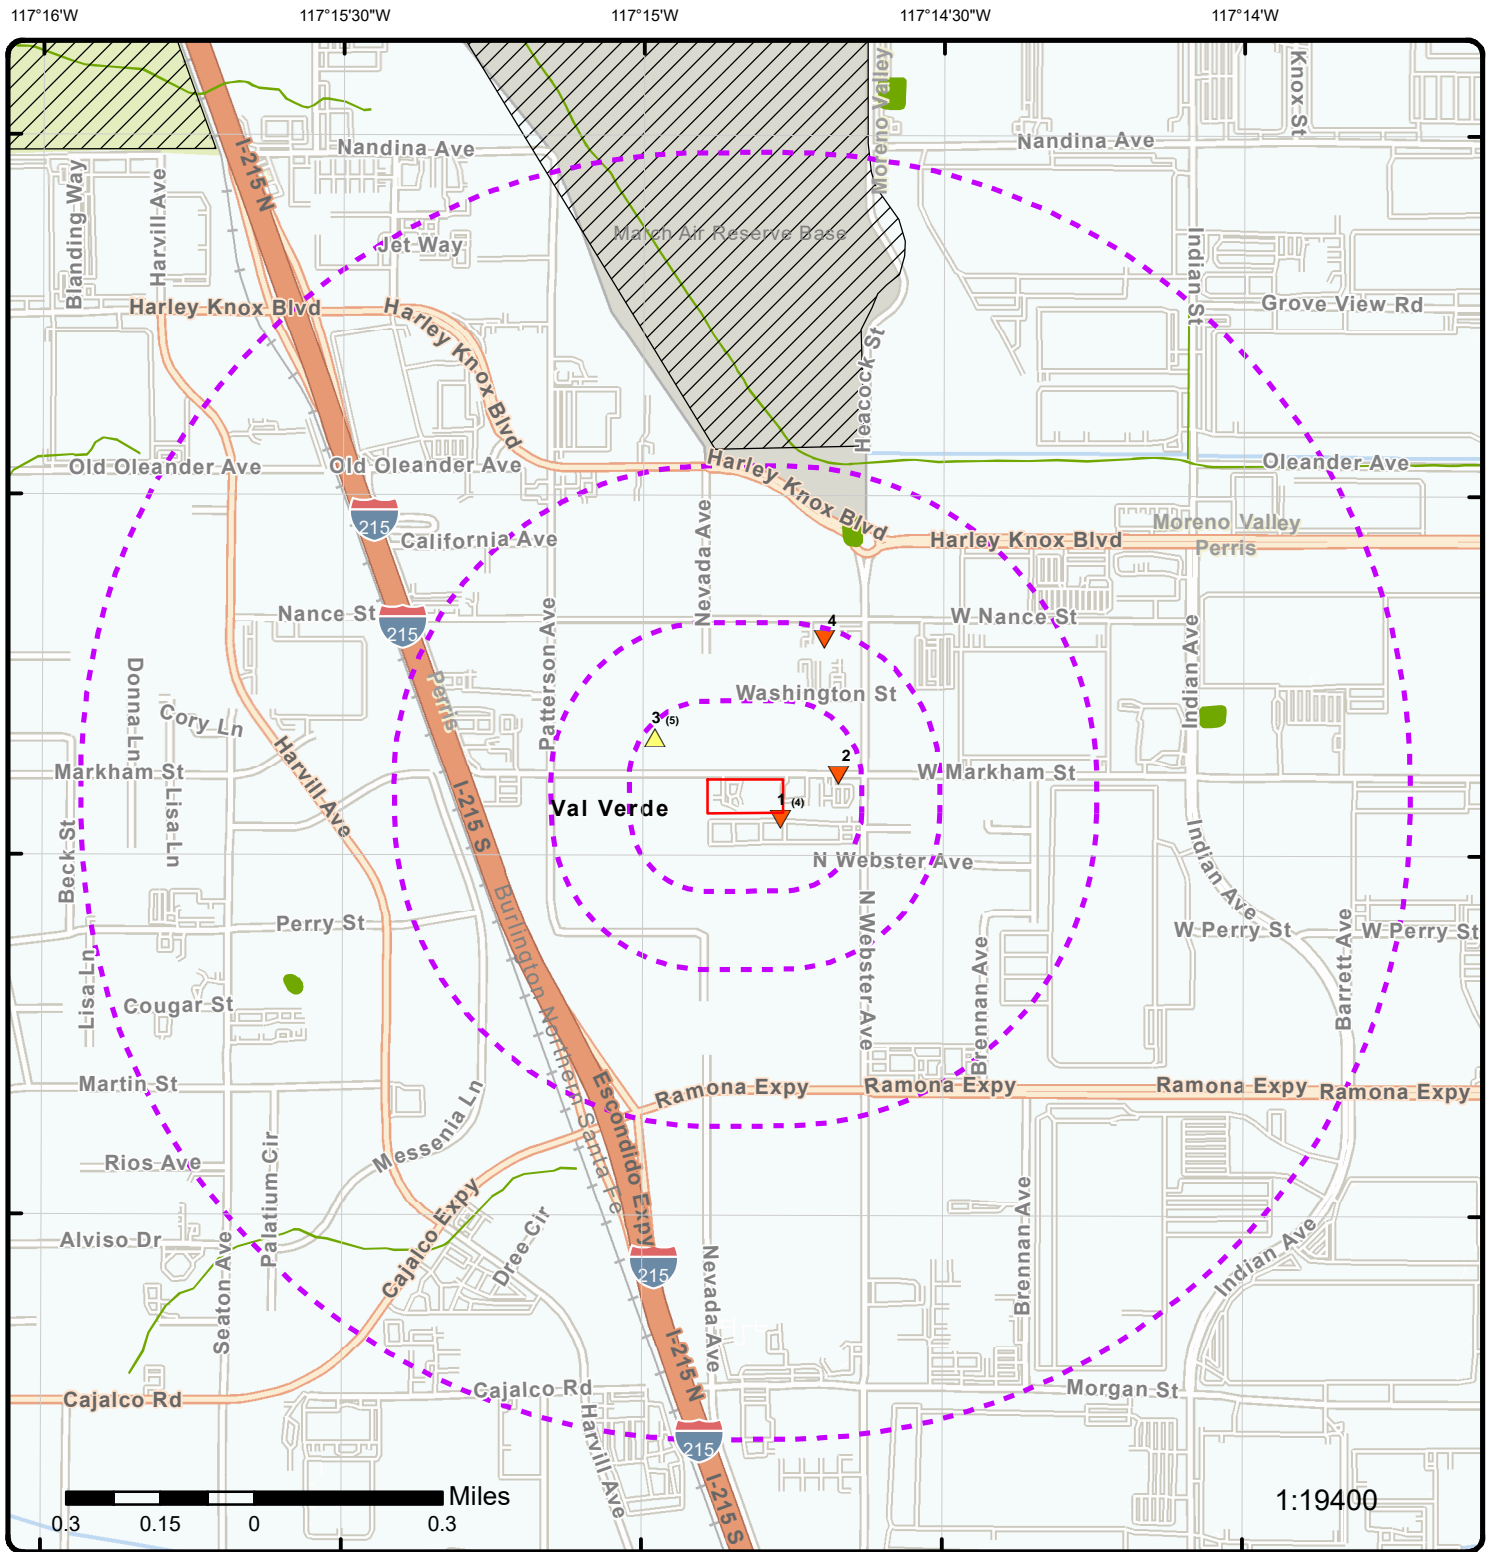 117°16'W
117°15'30"W
117°15'W
117°14'30"W
117°14'W
Nandina Ave
Nandina Ave
Knox St
Moreno Valley
I-215 N
Blanding Way
Harvill Ave
Jet Way
March Air Reserve Base
Indian St
Harley Knox Blvd
Harley Knox Blvd
Grove View Rd
Heacock St
Old Oleander Ave
Old Oleander Ave
Harley Knox Blvd
Oleander Ave
215
California Ave
Nevada Ave
Harley Knox Blvd
Moreno Valley
Perris
Nance St
215
Patterson Ave
W Nance St
4
Indian Ave
Donna Ln
Cory Ln
Perris
Washington St
3 (5)
Markham St
Lisa Ln
Harvill Ave
2
W Markham St
I-215 S
Val Verde
1 (4)
Beck St
N Webster Ave
Indian Ave
Burlington Northern Santa Fe
Perry St
N Webster Ave
W Perry St
W Perry St
Barrett Ave
Lisa Ln
Cougar St
Brennan Ave
Martin St
Messenia Ln
Escondido Expy
Ramona Expy
Ramona Expy
Ramona Expy
Ramona Expy
Rios Ave
Palatium Cir
Alviso Dr
Seaton Ave
Cajalco Expy
Dree Cir
215
Nevada Ave
Brennan Ave
Indian Ave
I-215 N
Cajalco Rd
Cajalco Rd
Morgan St
Harvill Ave
215
I-215 S
Miles
0.3
0.15
0
0.3
1:19400